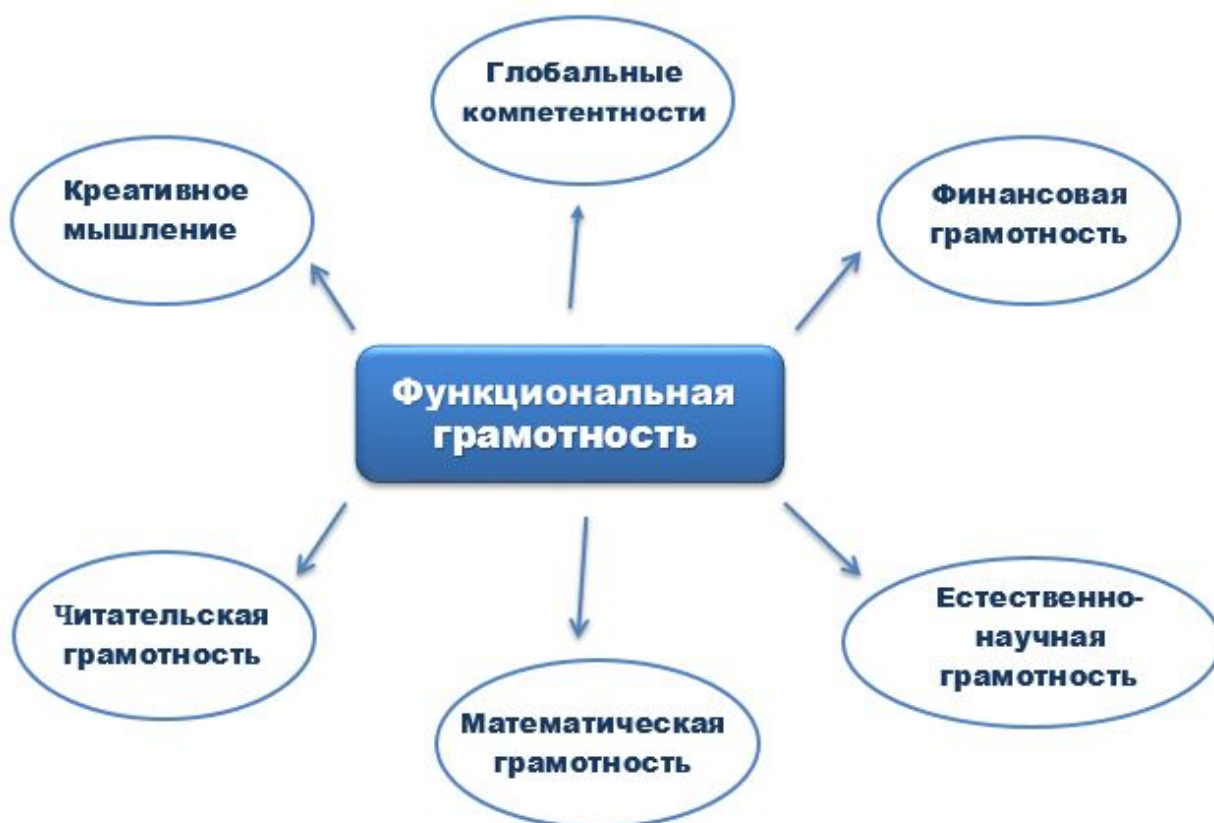 Глобальные
компетентности
Креативное
мышление
Финансовая
грамотность
Функциональная
грамотность
Читательская
грамотность
Естественно-
научная
грамотность
Математическая
грамотность